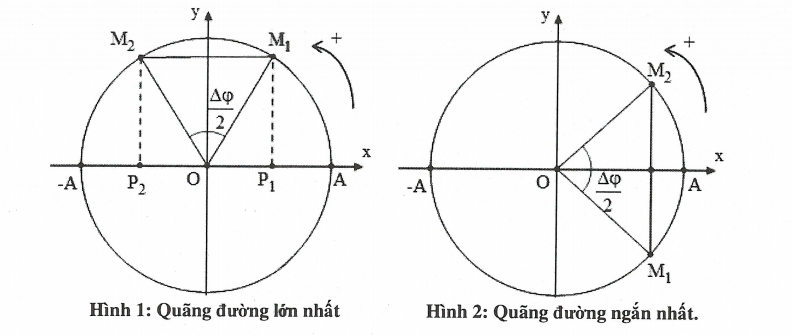 y
M₂
M₁
+
Δφ
2
x
-A
P₂
O
P₁
A
Hình 1: Quãng đường lớn nhất
y
+
M₂
x
-A
O
Δφ
2
A
M₁
Hình 2: Quãng đường ngắn nhất.